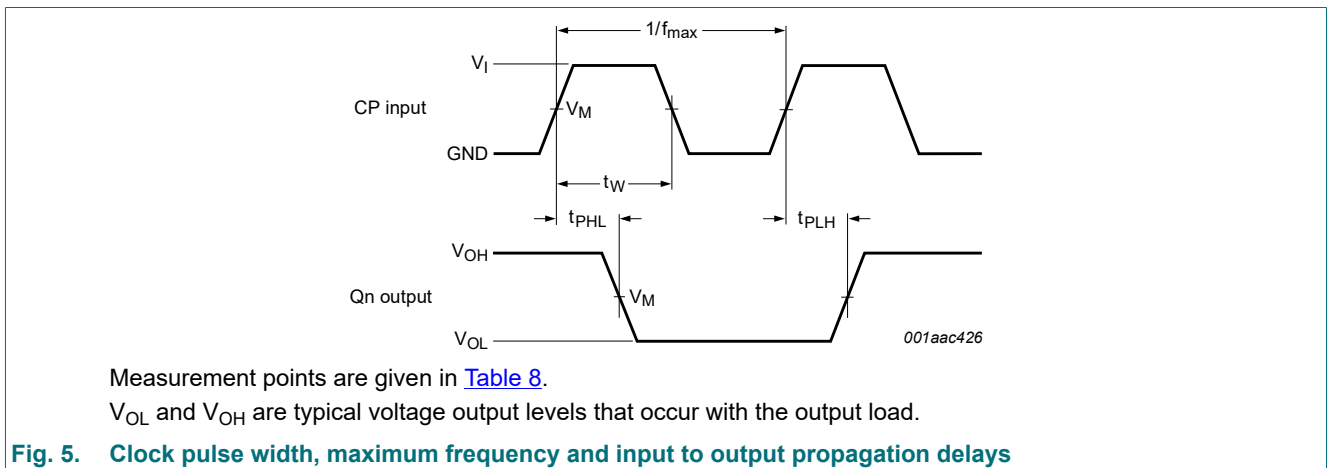 1/fmax
VI
CP input
VM
GND
tW
tPHL
tPLH
VOH
Qn output
VM
VOL
001aac426
Measurement points are given in Table 8.
VOL and VOH are typical voltage output levels that occur with the output load.
Fig. 5. Clock pulse width, maximum frequency and input to output propagation delays